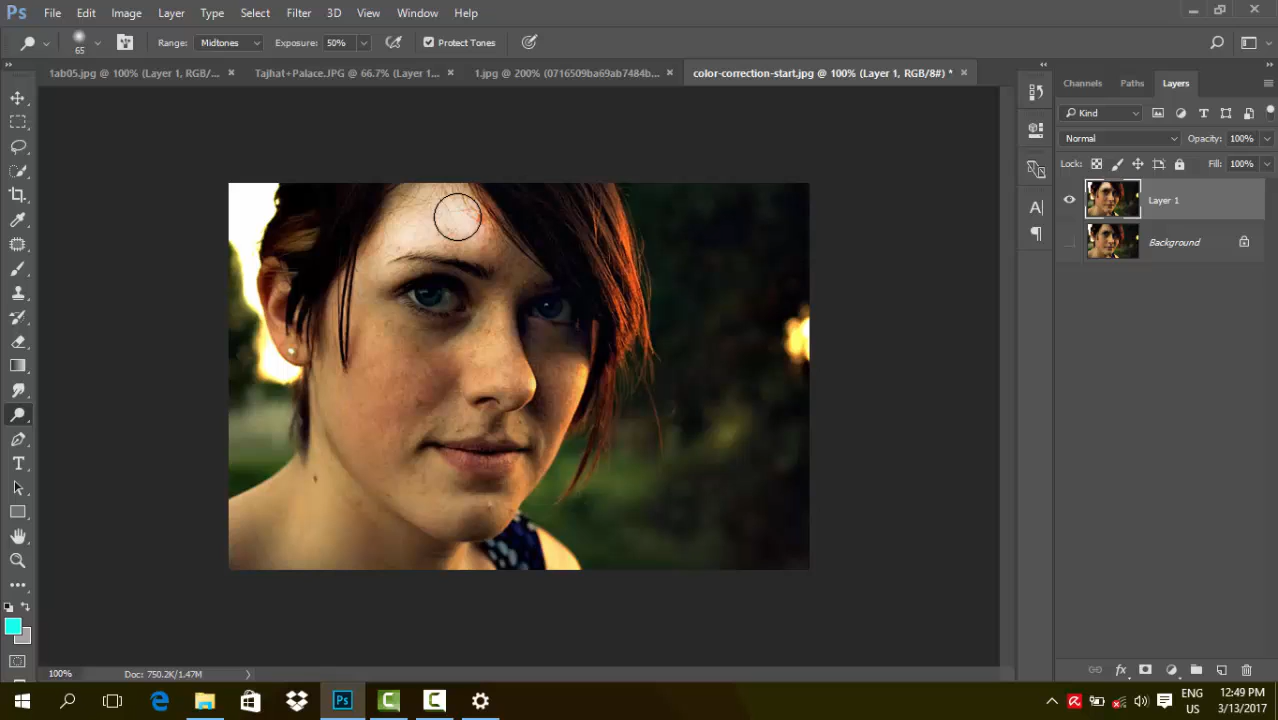 Ps File Edit Image Layer Type Select Filter 3D View Window Help
65 Range: Midtones Exposure: 50% Protect Tones
1ab05.jpg @ 100% (Layer 1, RGB/... × Tajhat+Palace.JPG @ 66.7% (Layer 1... × 1.jpg @ 200% (0716509ba69ab7484b... × color-correction-start.jpg @ 100% (Layer 1, RGB/8#) * ×
Channels Paths Layers
Kind
Normal Opacity: 100%
Lock: Fill: 100%
Layer 1
Background
100% Doc: 750.2K/1.47M
Ps
ENG
US
12:49 PM
3/13/2017